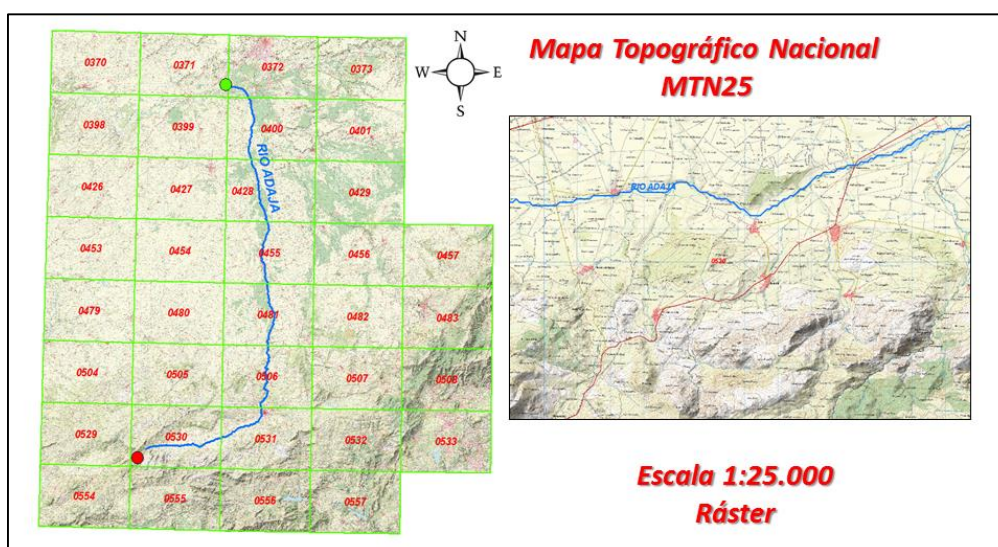 Mapa Topográfico Nacional
MTN25
N
W E
S
0370 0371 0372 0373
0398 0399 0400 0401
0426 0427 0428 0429
RIO ADAJA
0453 0454 0455 0456 0457
0479 0480 0481 0482 0483
0504 0505 0506 0507 0508
0529 0530 0531 0532 0533
0554 0555 0556 0557
RIO ADAJA
0530
Escala 1:25.000
Ráster